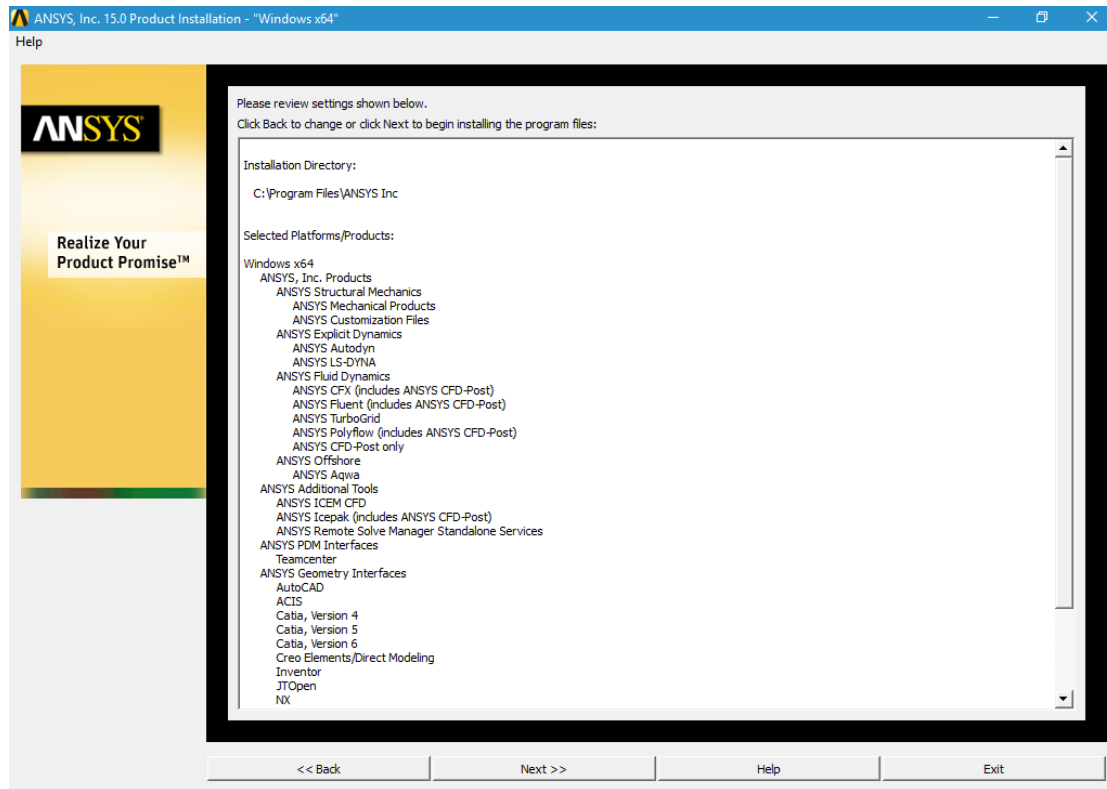 ANSYS, Inc. 15.0 Product Installation - "Windows x64"
Help
ANSYS®
Realize Your
Product Promise™
Please review settings shown below.
Click Back to change or click Next to begin installing the program files:
Installation Directory:
C:\Program Files\ANSYS Inc
Selected Platforms/Products:
Windows x64
ANSYS, Inc. Products
ANSYS Structural Mechanics
ANSYS Mechanical Products
ANSYS Customization Files
ANSYS Explicit Dynamics
ANSYS Autodyn
ANSYS LS-DYNA
ANSYS Fluid Dynamics
ANSYS CFX (includes ANSYS CFD-Post)
ANSYS Fluent (includes ANSYS CFD-Post)
ANSYS TurboGrid
ANSYS Polyflow (includes ANSYS CFD-Post)
ANSYS CFD-Post only
ANSYS Offshore
ANSYS Aqwa
ANSYS Additional Tools
ANSYS ICEM CFD
ANSYS Icepak (includes ANSYS CFD-Post)
ANSYS Remote Solve Manager Standalone Services
ANSYS PDM Interfaces
Teamcenter
ANSYS Geometry Interfaces
AutoCAD
ACIS
Catia, Version 4
Catia, Version 5
Catia, Version 6
Creo Elements/Direct Modeling
Inventor
JTOpen
NX
<< Back
Next >>
Help
Exit